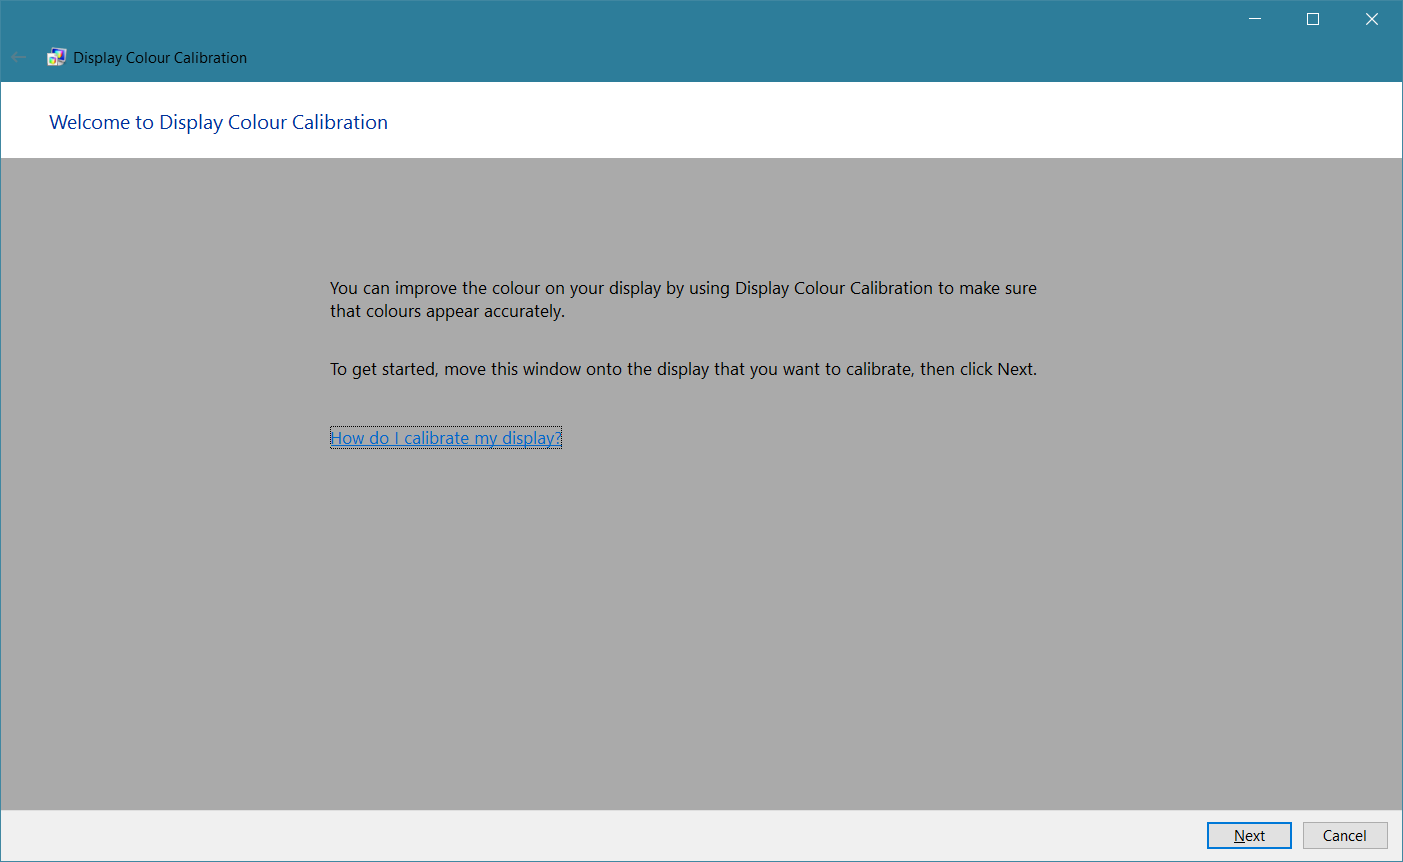 Display Colour Calibration
Welcome to Display Colour Calibration
You can improve the colour on your display by using Display Colour Calibration to make sure
that colours appear accurately.
To get started, move this window onto the display that you want to calibrate, then click Next.
How do I calibrate my display?
Next
Cancel